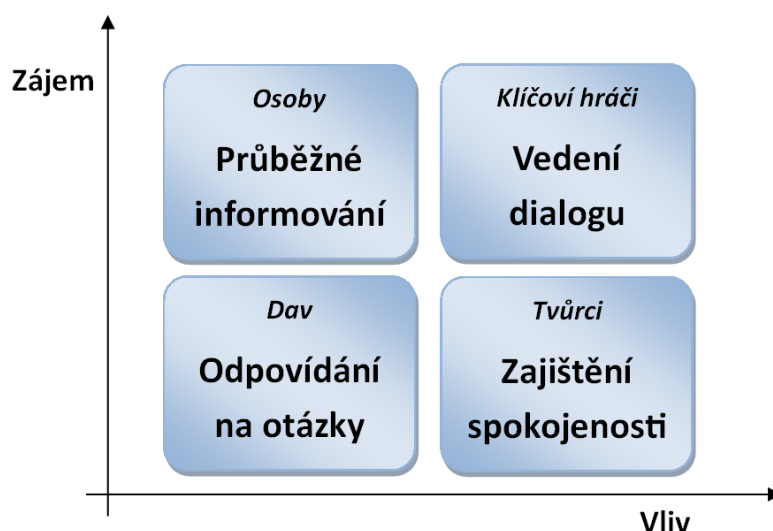 Zájem
Osoby
Průběžné
informování
Klíčoví hráči
Vedení
dialogu
Dav
Odpovídání
na otázky
Tvůrci
Zajištění
spokojenosti
Vliv